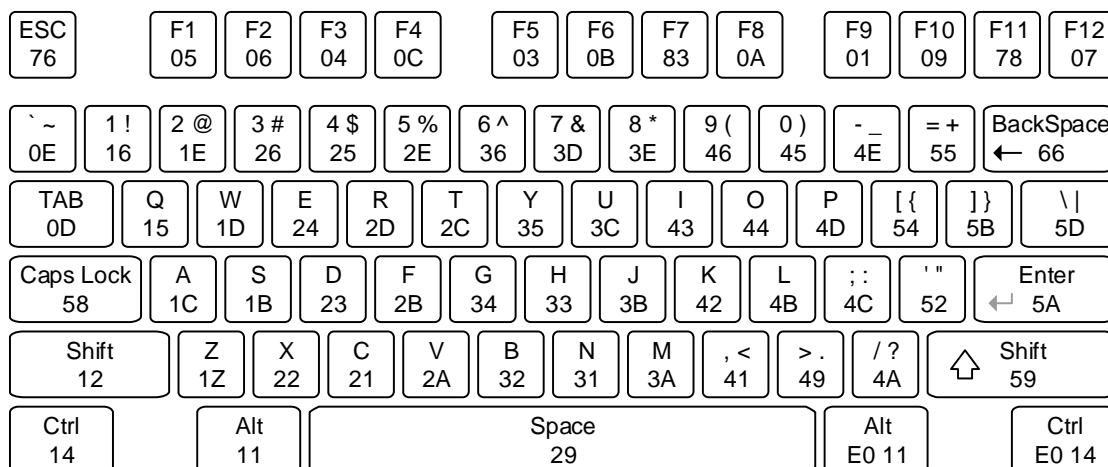 ESC F1 F2 F3 F4 F5 F6 F7 F8 F9 F10 F11 F12
76 05 06 04 0C 03 0B 83 0A 01 09 78 07
` ~ 1 ! 2 @ 3 # 4 $ 5 % 6 ^ 7 & 8 * 9 ( 0 ) - _ = + BackSpace
0E 16 1E 26 25 2E 36 3D 3E 46 45 4E 55 ← 66
TAB Q W E R T Y U I O P [ { ] } \ |
0D 15 1D 24 2D 2C 35 3C 43 44 4D 54 5B 5D
Caps Lock A S D F G H J K L ; : ' " Enter
58 1C 1B 23 2B 34 33 3B 42 4B 4C 52 5A
Shift Z X C V B N M , < > . / ? Shift
12 1Z 22 21 2A 32 31 3A 41 49 4A 59
Ctrl Alt Space Alt Ctrl
14 11 29 E0 11 E0 14